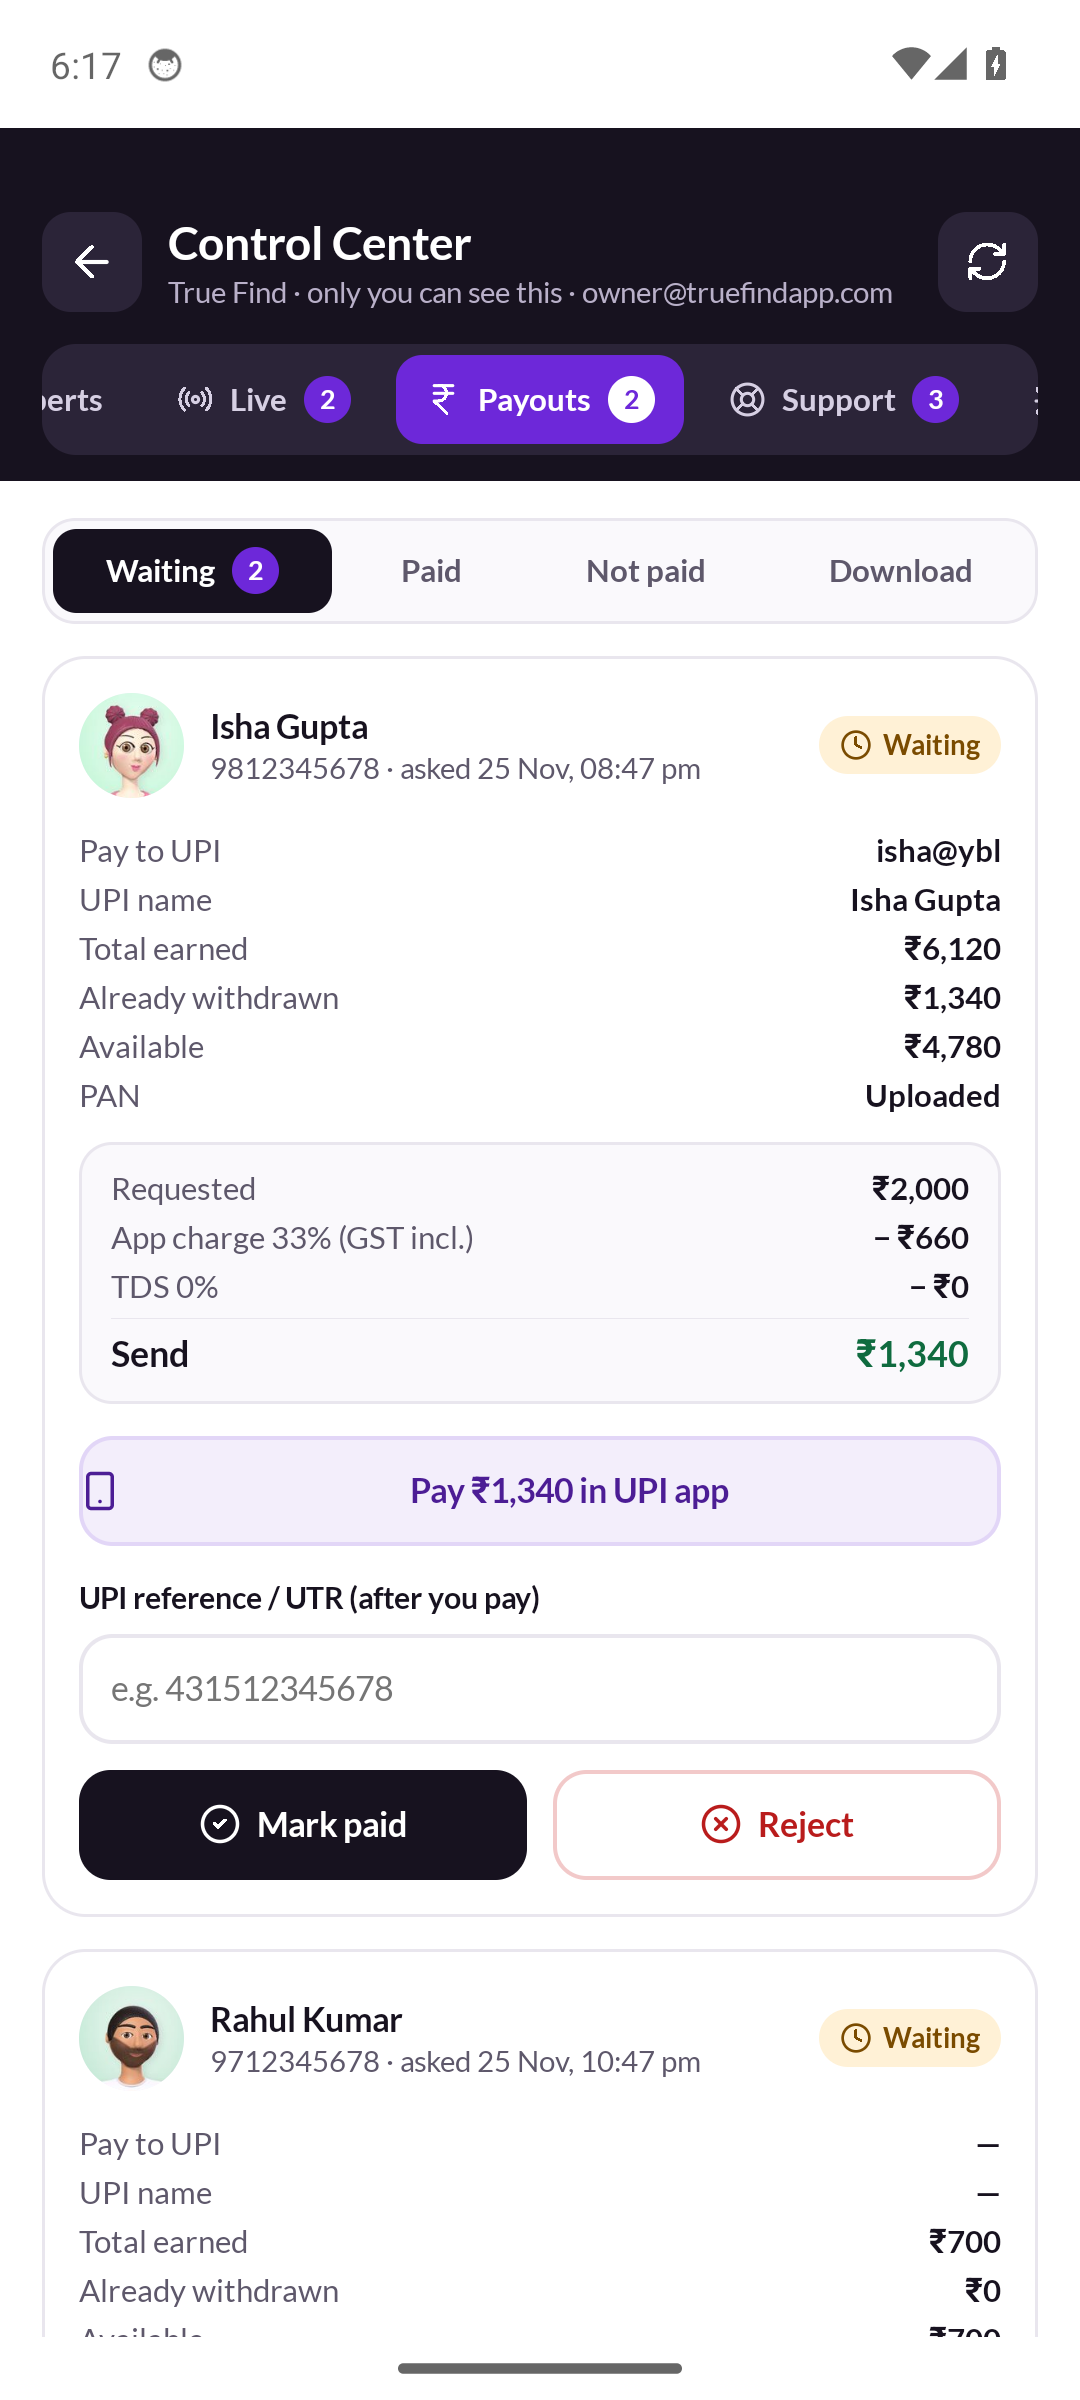 6:17
Control Center
True Find · only you can see this · owner@truefindapp.com
perts Live 2 Payouts 2 Support 3
Waiting 2 Paid Not paid Download
Isha Gupta
9812345678 · asked 25 Nov, 08:47 pm
Waiting
Pay to UPI isha@ybl
UPI name Isha Gupta
Total earned ₹6,120
Already withdrawn ₹1,340
Available ₹4,780
PAN Uploaded
Requested ₹2,000
App charge 33% (GST incl.) – ₹660
TDS 0% – ₹0
Send ₹1,340
Pay ₹1,340 in UPI app
UPI reference / UTR (after you pay)
e.g. 431512345678
Mark paid Reject
Rahul Kumar
9712345678 · asked 25 Nov, 10:47 pm
Waiting
Pay to UPI —
UPI name —
Total earned ₹700
Already withdrawn ₹0
Available ₹700